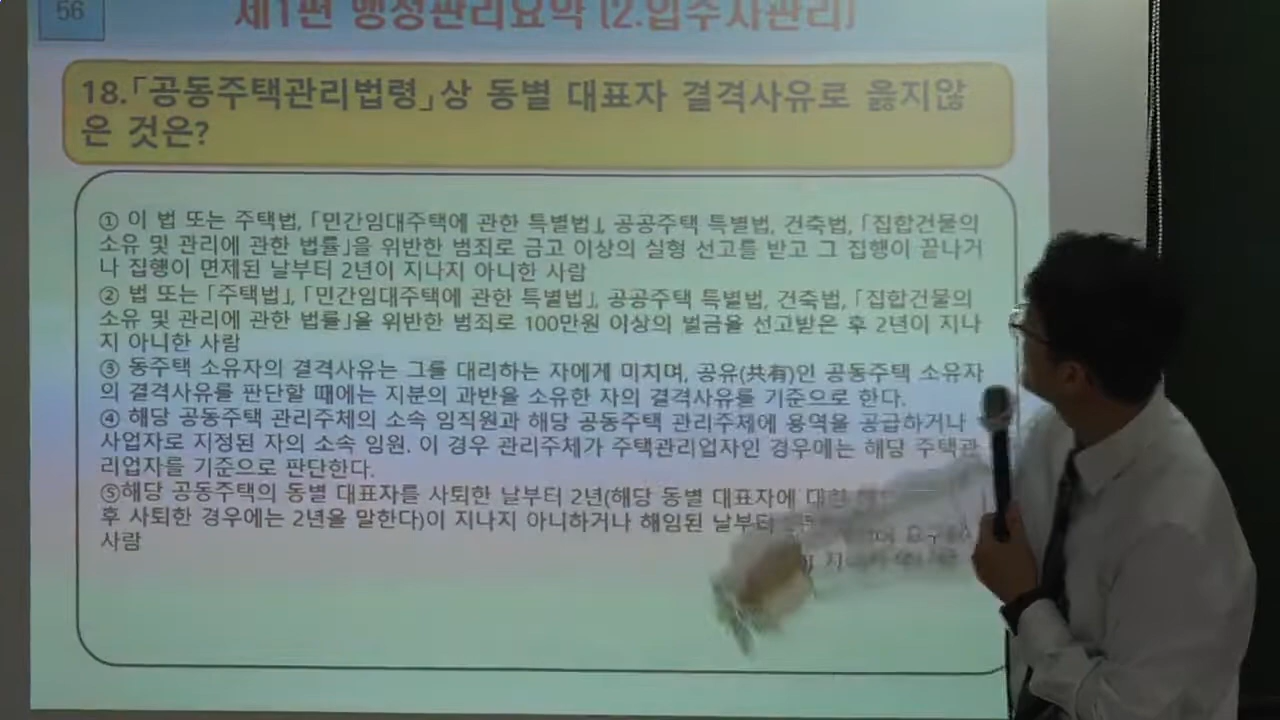 56
제1편 행정관리요약 (2.입주자관리)
18.「공동주택관리법령」상 동별 대표자 결격사유로 옳지않
은 것은?
① 이 법 또는 주택법, 「민간임대주택에 관한 특별법」, 공공주택 특별법, 건축법, 「집합건물의
소유 및 관리에 관한 법률」을 위반한 범죄로 금고 이상의 실형 선고를 받고 그 집행이 끝나거
나 집행이 면제된 날부터 2년이 지나지 아니한 사람
② 법 또는 「주택법」, 「민간임대주택에 관한 특별법」, 공공주택 특별법, 건축법, 「집합건물의
소유 및 관리에 관한 법률」을 위반한 범죄로 100만원 이상의 벌금을 선고받은 후 2년이 지나
지 아니한 사람
③ 동주택 소유자의 결격사유는 그를 대리하는 자에게 미치며, 공유(共有)인 공동주택 소유자
의 결격사유를 판단할 때에는 지분의 과반을 소유한 자의 결격사유를 기준으로 한다.
④ 해당 공동주택 관리주체의 소속 임직원과 해당 공동주택 관리주체에 용역을 공급하거나
사업자로 지정된 자의 소속 임원. 이 경우 관리주체가 주택관리업자인 경우에는 해당 주택관
리업자를 기준으로 판단한다.
⑤해당 공동주택의 동별 대표자를 사퇴한 날부터 2년(해당 동별 대표자에 대한
후 사퇴한 경우에는 2년을 말한다)이 지나지 아니하거나 해임된 날부터
사람